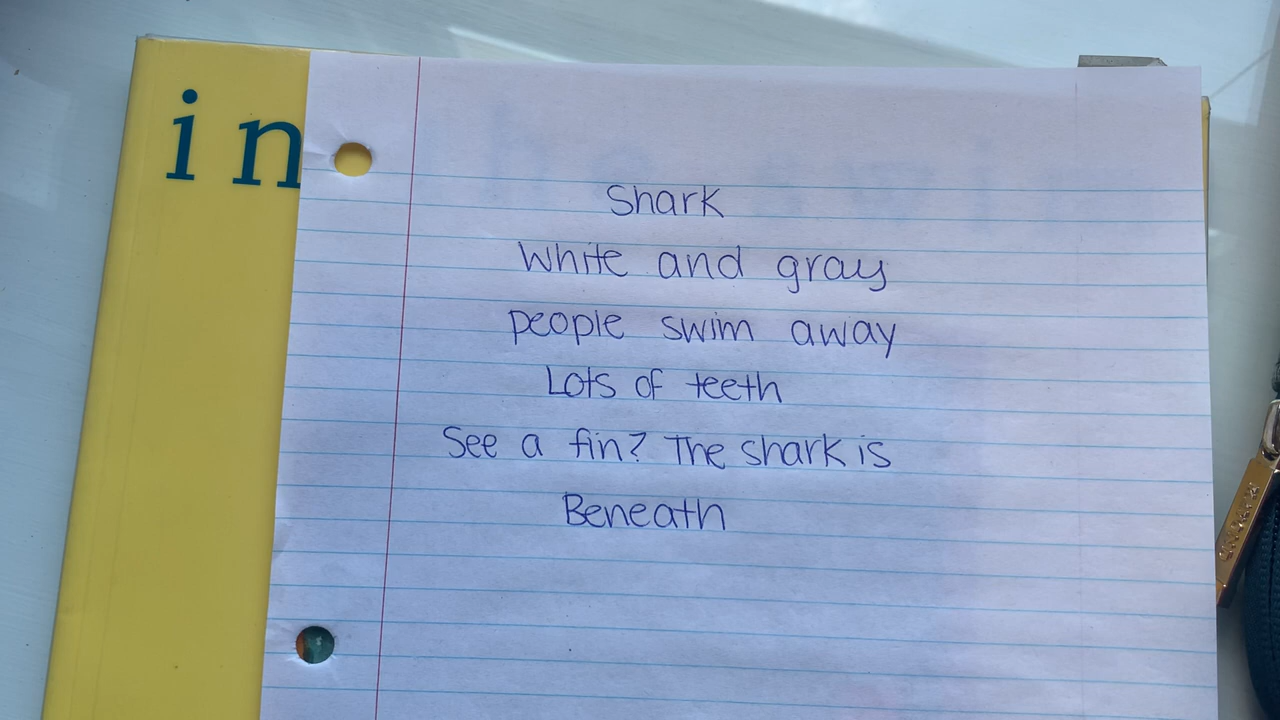 in
Shark
White and gray
people swim away
Lots of teeth
See a fin? The shark is
Beneath